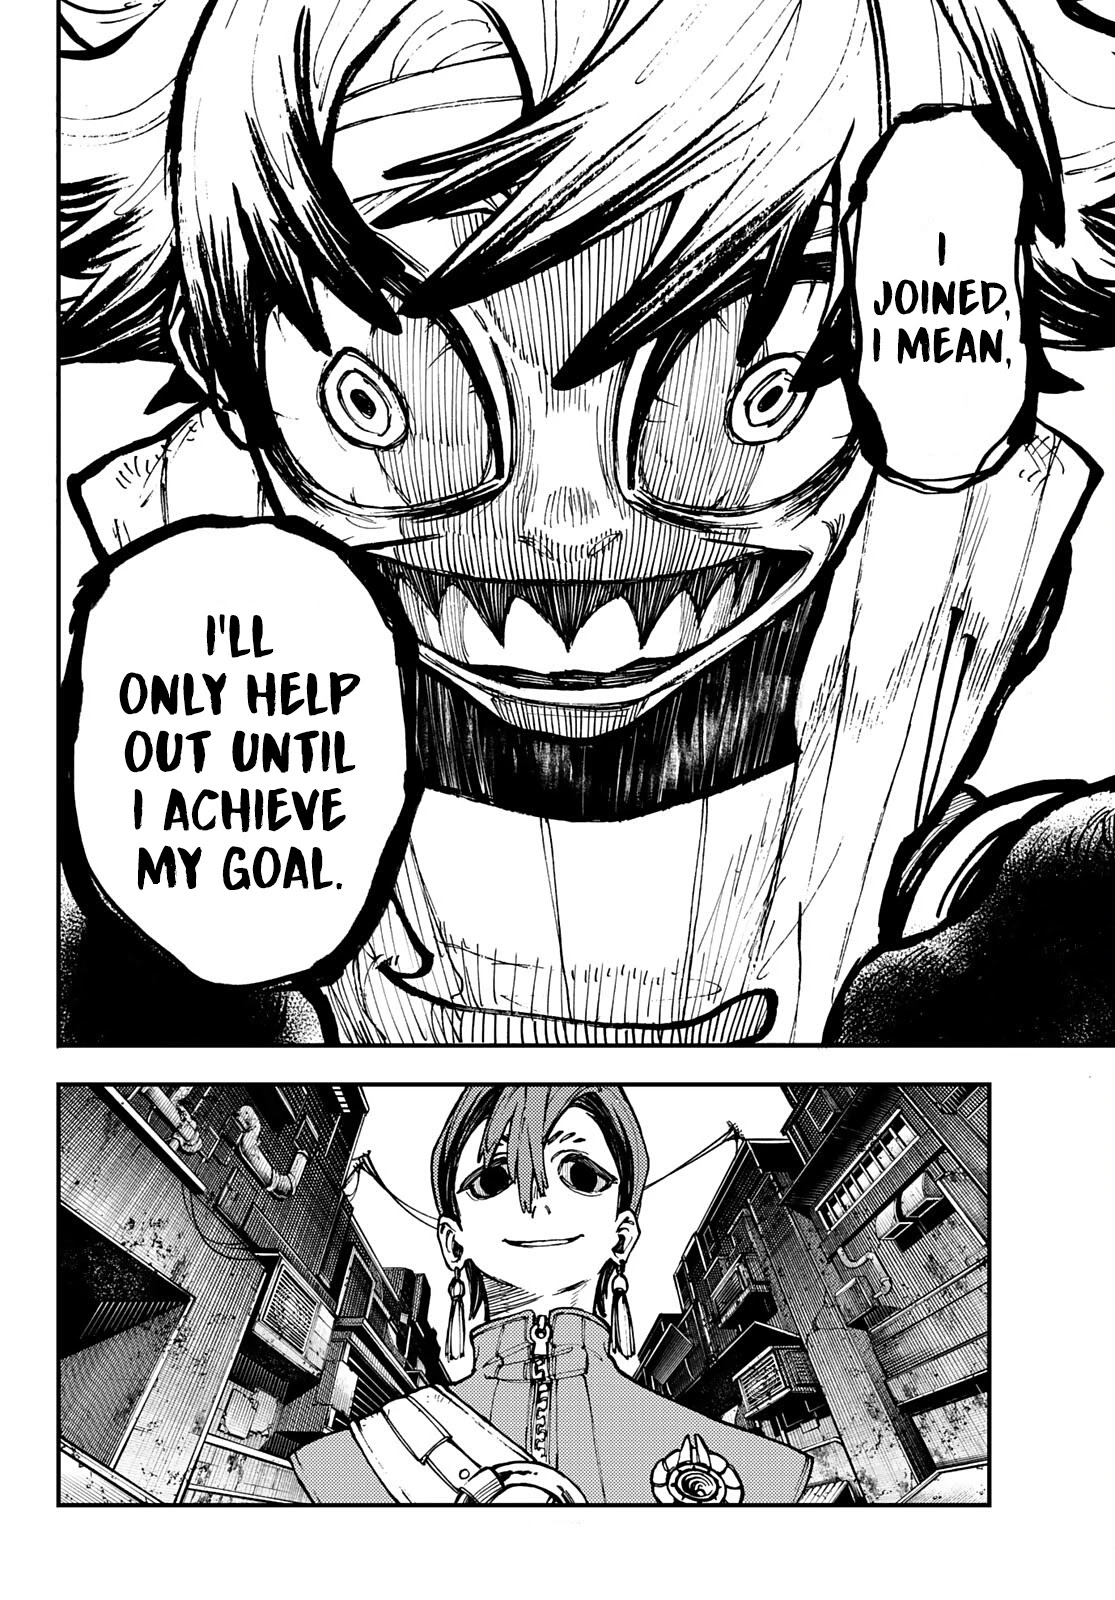 I
JOINED,
I MEAN,
I'LL
ONLY HELP
OUT UNTIL
I ACHIEVE
MY GOAL.